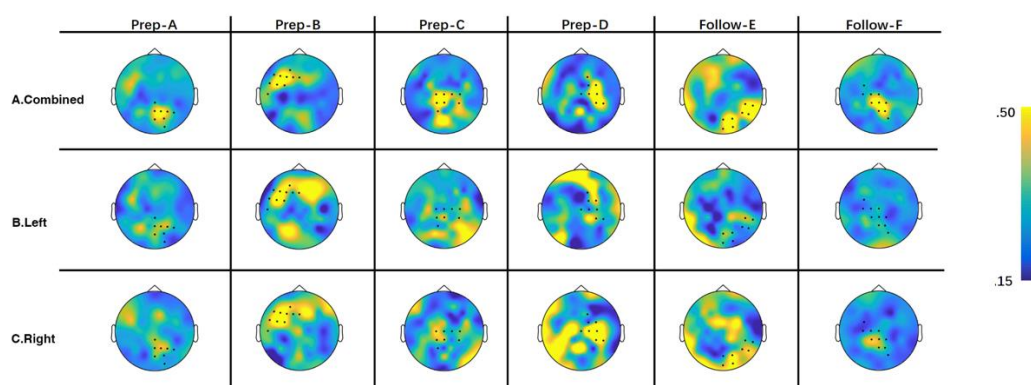 Prep-A Prep-B Prep-C Prep-D Follow-E Follow-F
A.Combined
.50
B.Left
.15
C.Right